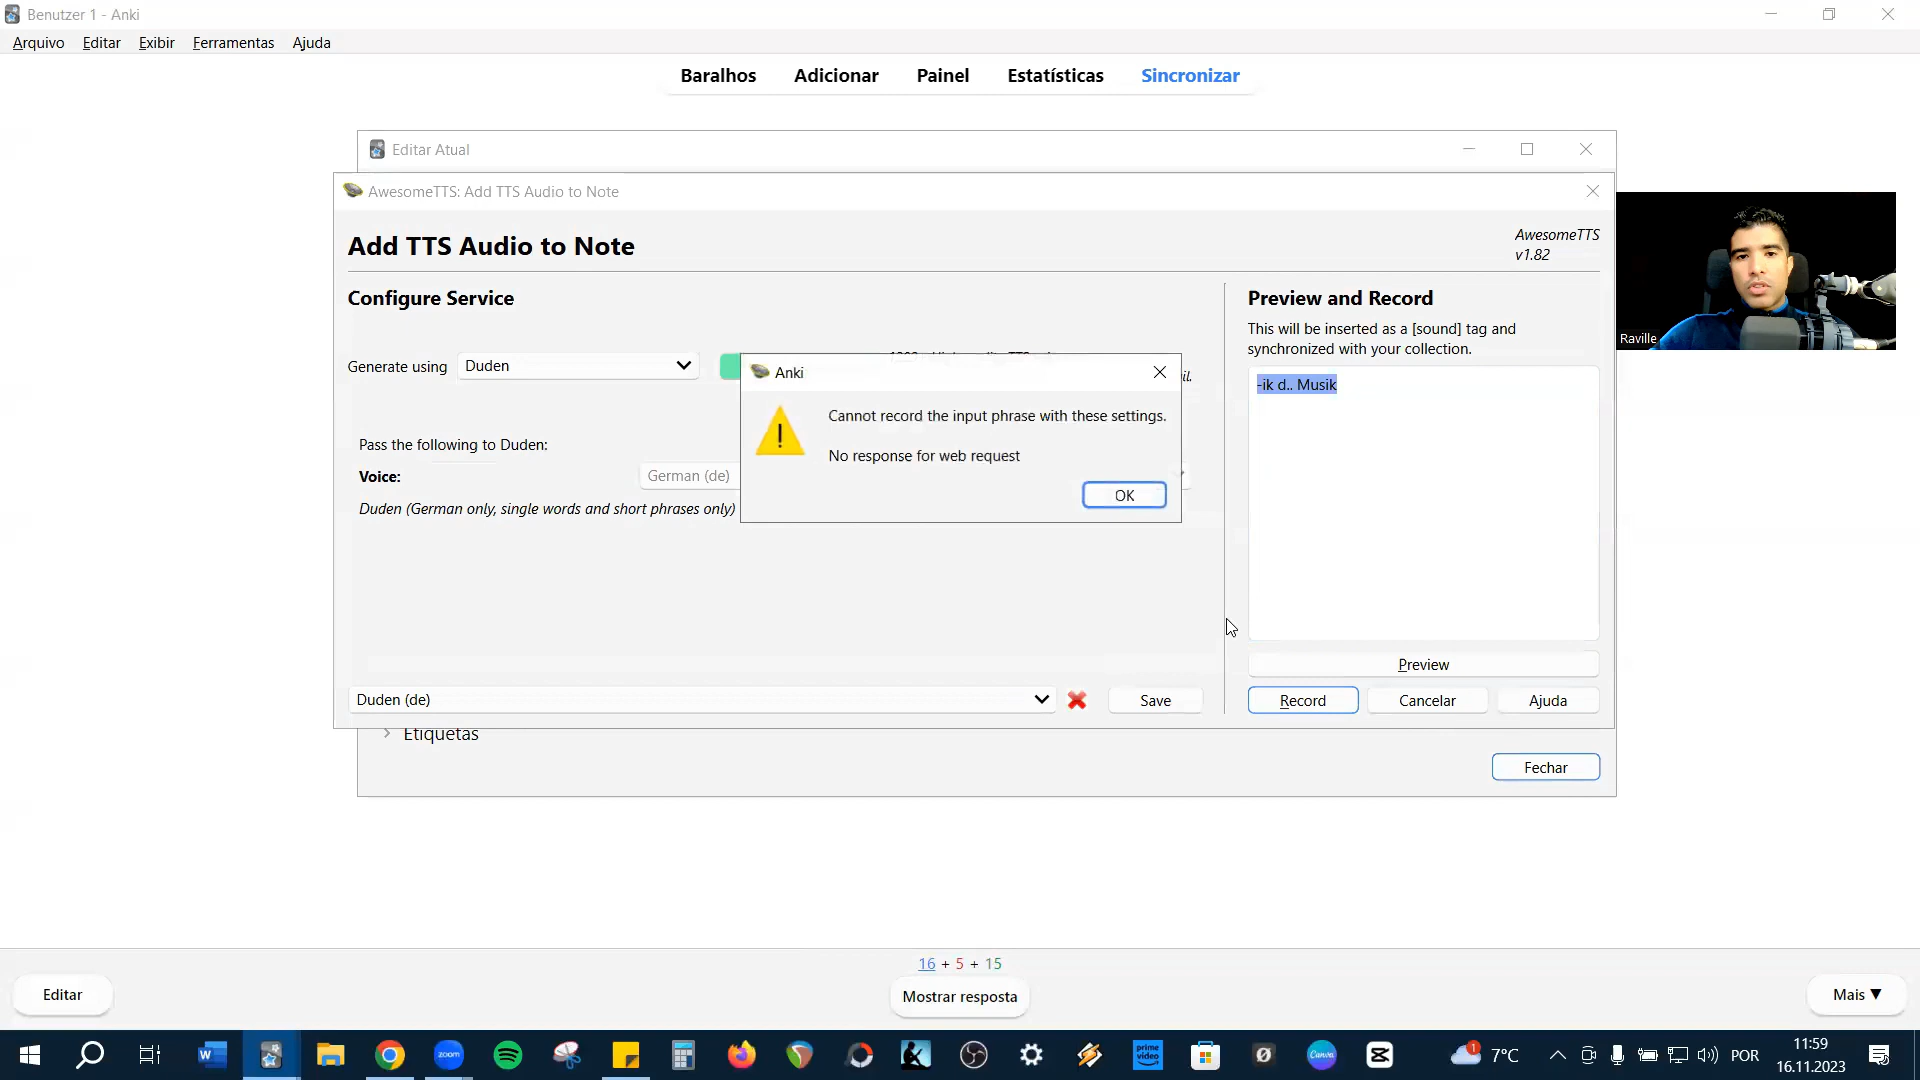 Benutzer 1 - Anki
Arquivo Editar Exibir Ferramentas Ajuda
Baralhos Adicionar Painel Estatísticas Sincronizar
Editar Atual
AwesomeTTS: Add TTS Audio to Note
Add TTS Audio to Note
AwesomeTTS
v1.82
Configure Service
Preview and Record
This will be inserted as a [sound] tag and
synchronized with your collection.
Generate using Duden
Anki
-ik d.. Musik
Cannot record the input phrase with these settings.
No response for web request
OK
Pass the following to Duden:
Voice: German (de)
Duden (German only, single words and short phrases only)
Raville
Preview
Duden (de) Save
Record Cancelar Ajuda
Etiquetas
Fechar
16 + 5 + 15
Editar Mostrar resposta Mais ▼
zoom
prime video
Canva
1
7°C
POR
11:59
16.11.2023